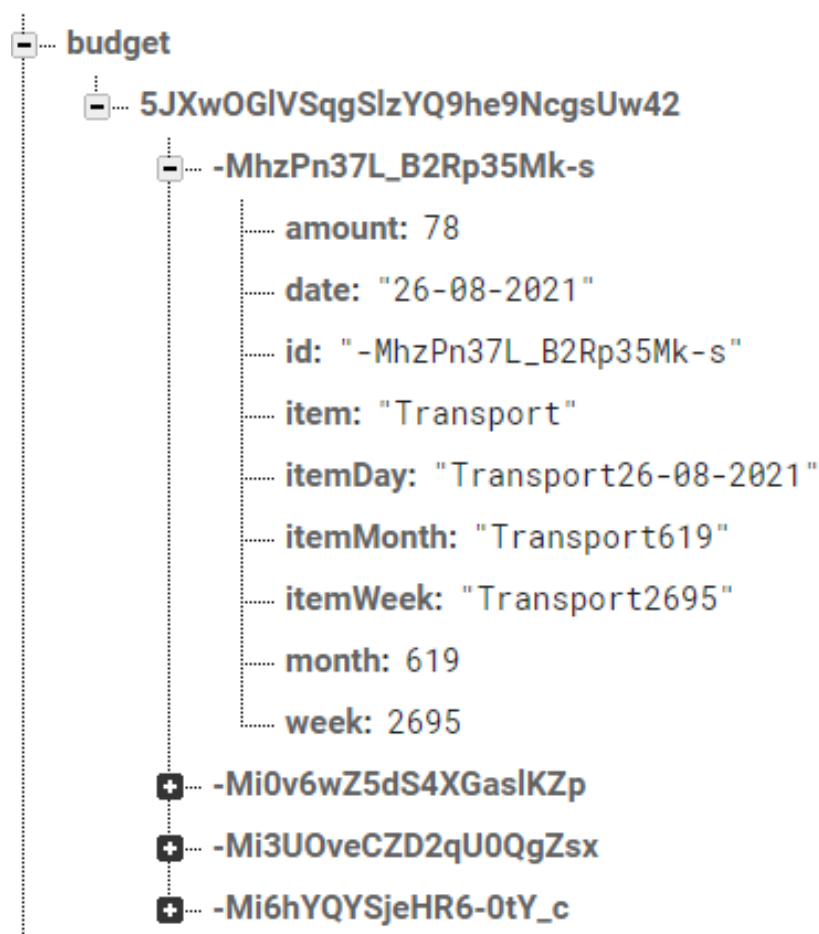 budget
5JXwOGlVSqgSlzYQ9he9NcgsUw42
-MhzPn37L_B2Rp35Mk-s
amount: 78
date: "26-08-2021"
id: "-MhzPn37L_B2Rp35Mk-s"
item: "Transport"
itemDay: "Transport26-08-2021"
itemMonth: "Transport619"
itemWeek: "Transport2695"
month: 619
week: 2695
-Mi0v6wZ5dS4XGaslKZp
-Mi3UOveCZD2qU0QgZsx
-Mi6hYQYSjeHR6-0tY_c